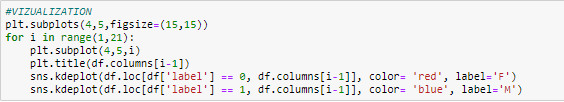 #VIZUALIZATION
plt.subplots(4,5,figsize=(15,15))
for i in range(1,21):
    plt.subplot(4,5,i)
    plt.title(df.columns[i-1])
    sns.kdeplot(df.loc[df['label'] == 0, df.columns[i-1]], color= 'red', label='F')
    sns.kdeplot(df.loc[df['label'] == 1, df.columns[i-1]], color= 'blue', label='M')